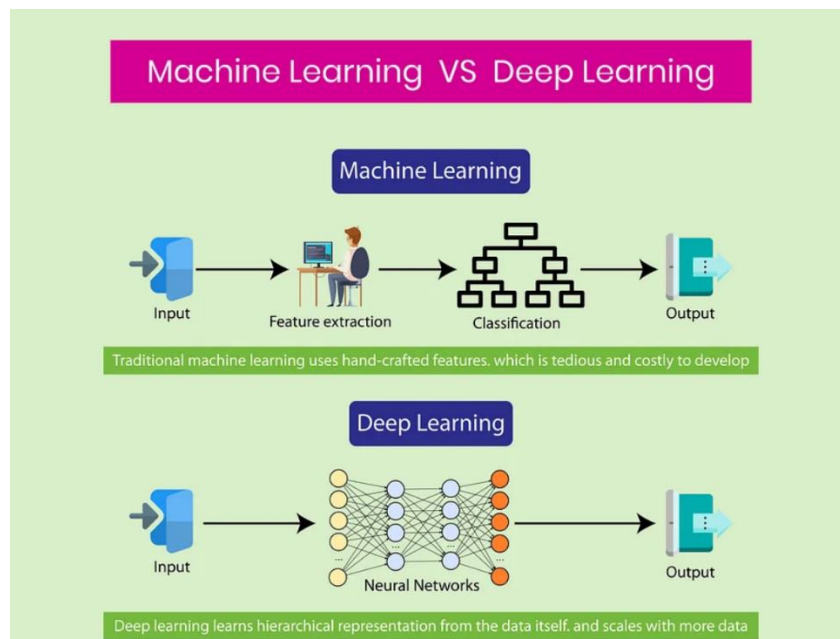 Machine Learning VS Deep Learning
Machine Learning
Input
Feature extraction
Classification
Output
Traditional machine learning uses hand-crafted features. which is tedious and costly to develop
Deep Learning
Input
Neural Networks
Output
Deep learning learns hierarchical representation from the data itself. and scales with more data